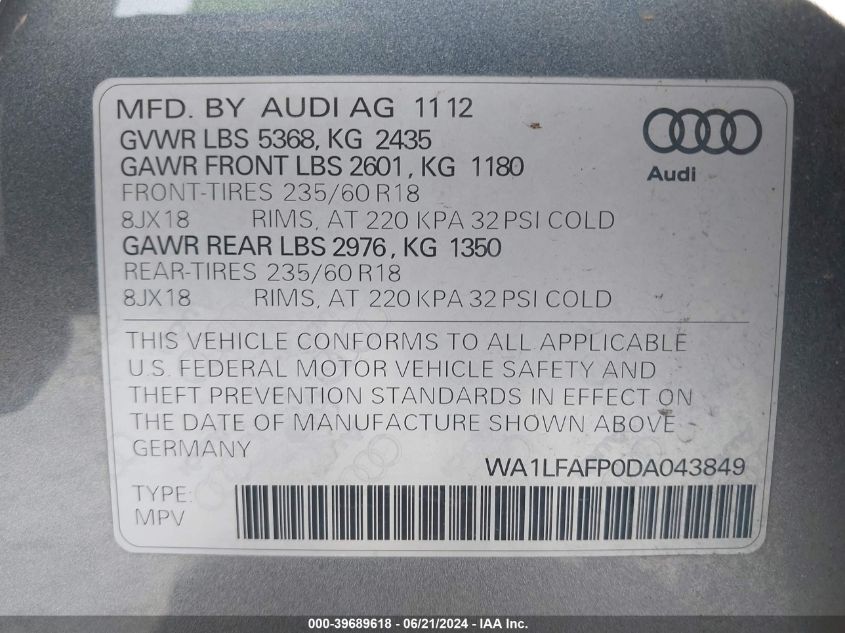 MFD. BY AUDI AG 11 12
GVWR LBS 5368, KG 2435
GAWR FRONT LBS 2601, KG 1180
FRONT-TIRES 235/60 R18
8JX18 RIMS, AT 220 KPA 32 PSI COLD
GAWR REAR LBS 2976, KG 1350
REAR-TIRES 235/60 R18
8JX18 RIMS, AT 220 KPA 32 PSI COLD
Audi
THIS VEHICLE CONFORMS TO ALL APPLICABLE
U.S. FEDERAL MOTOR VEHICLE SAFETY AND
THEFT PREVENTION STANDARDS IN EFFECT ON
THE DATE OF MANUFACTURE SHOWN ABOVE
GERMANY
WA1LFAFP0DA043849
TYPE:
MPV
000-39689618 - 06/21/2024 - IAAI.com - Copyright 2024 IAA, Inc.